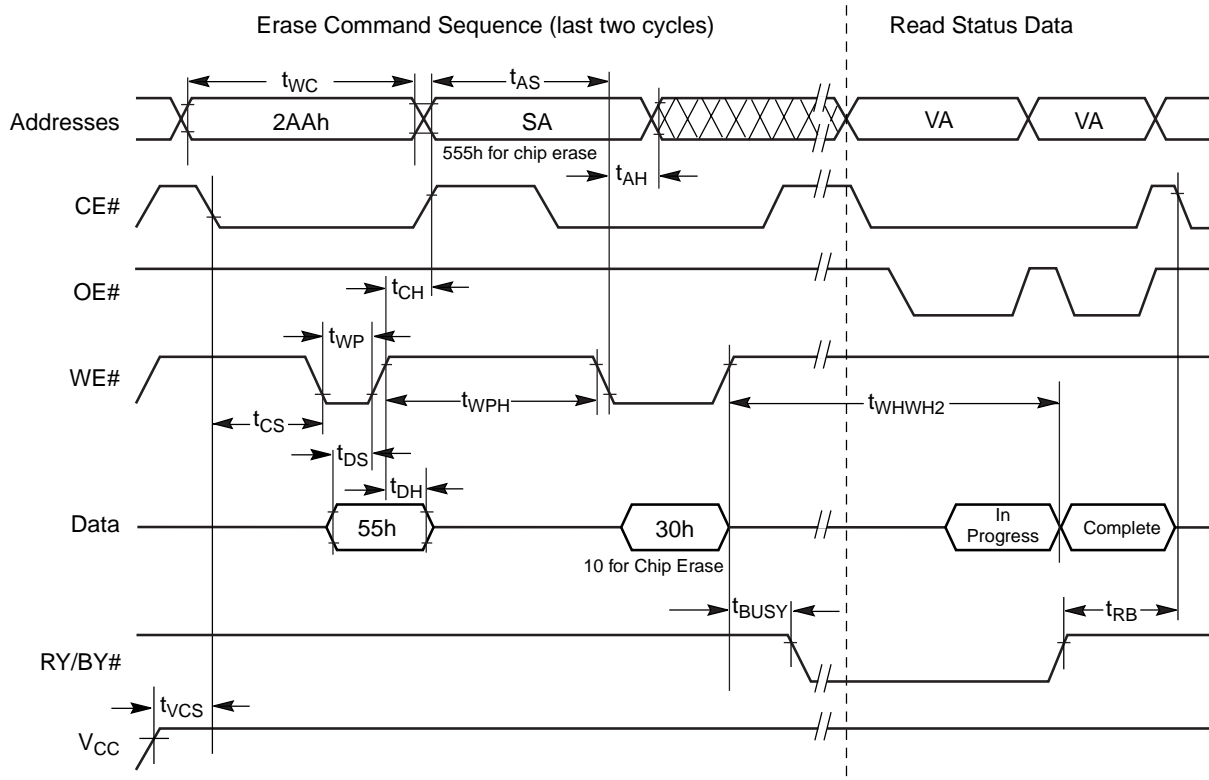 Erase Command Sequence (last two cycles) Read Status Data
tWC tAS
Addresses 2AAh SA VA VA
555h for chip erase
tAH
CE#
OE#
tCH
tWP
WE#
tWPH tWHWH2
tCS
tDS
tDH
Data 55h 30h In Progress Complete
10 for Chip Erase
tBUSY tRB
RY/BY#
tVCS
VCC